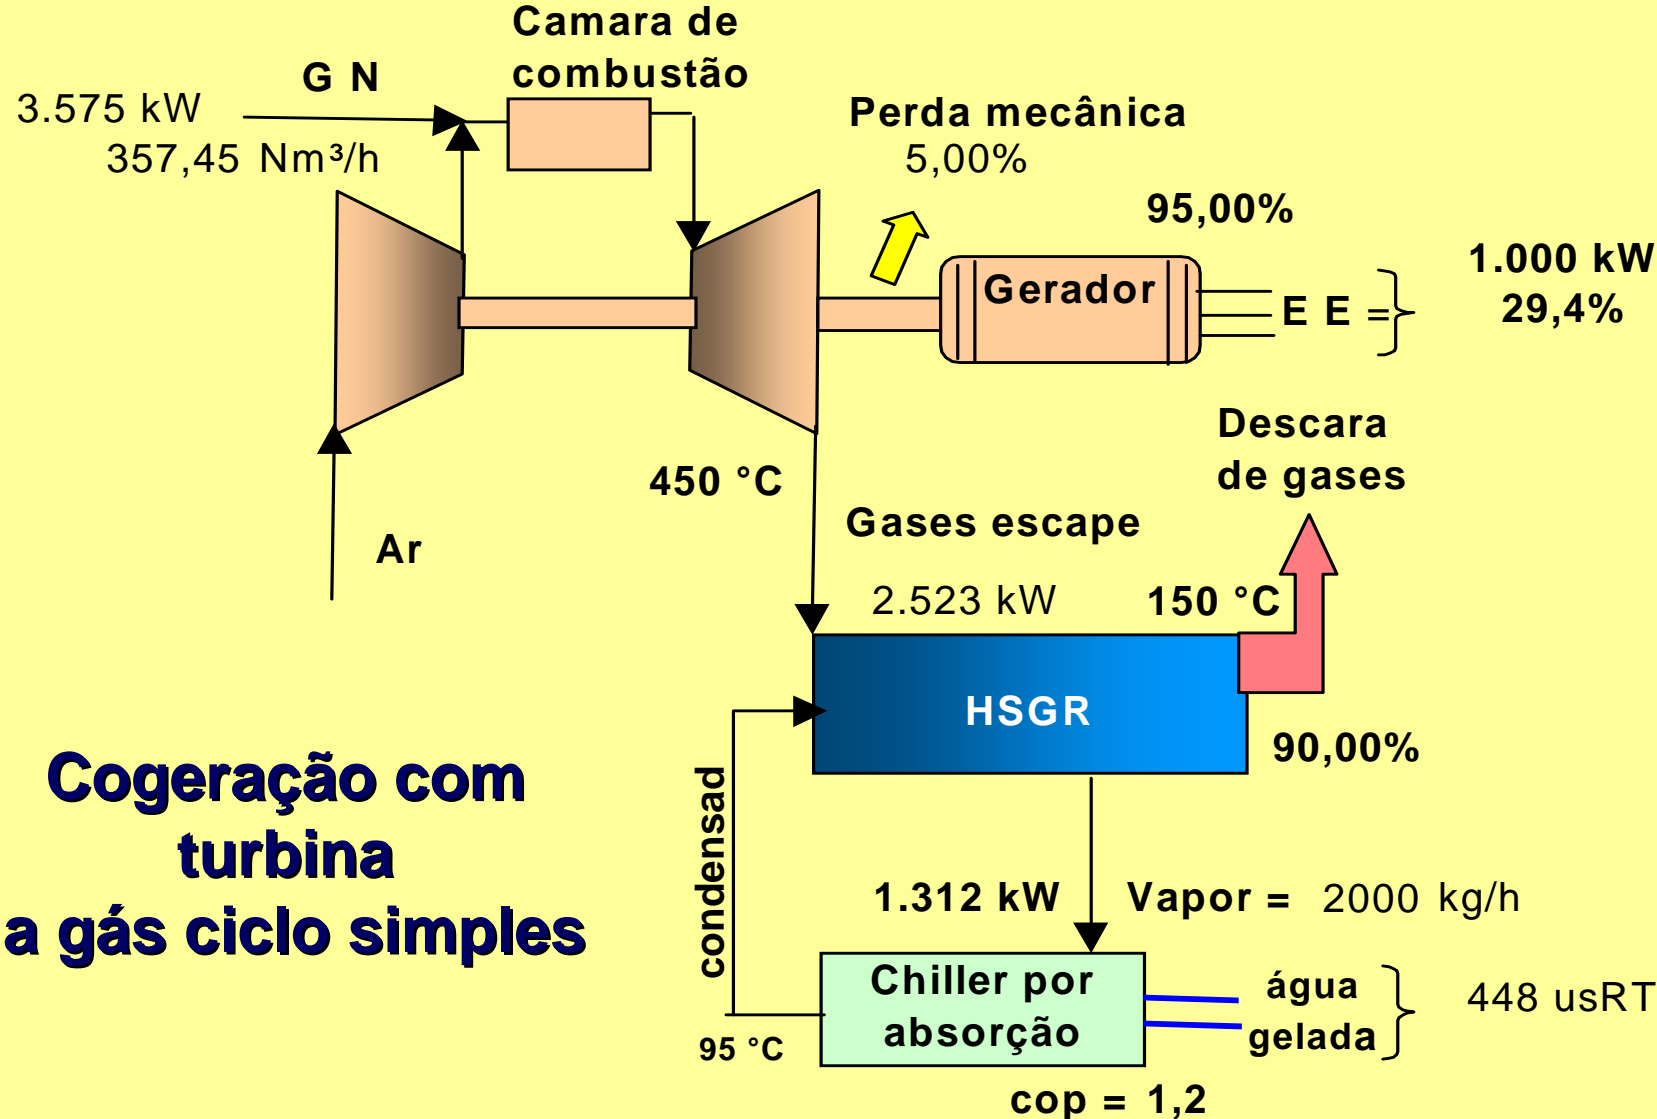 Camara de
combustão
G N
3.575 kW
357,45 Nm³/h
Perda mecânica
5,00%
95,00%
Gerador
E E =
1.000 kW
29,4%
Descara
de gases
450 °C
Ar
Gases escape
2.523 kW
150 °C
HSGR
90,00%
Cogeração com
turbina
a gás ciclo simples
condensad
1.312 kW
Vapor =
2000 kg/h
Chiller por
absorção
água
gelada
448 usRT
95 °C
cop = 1,2